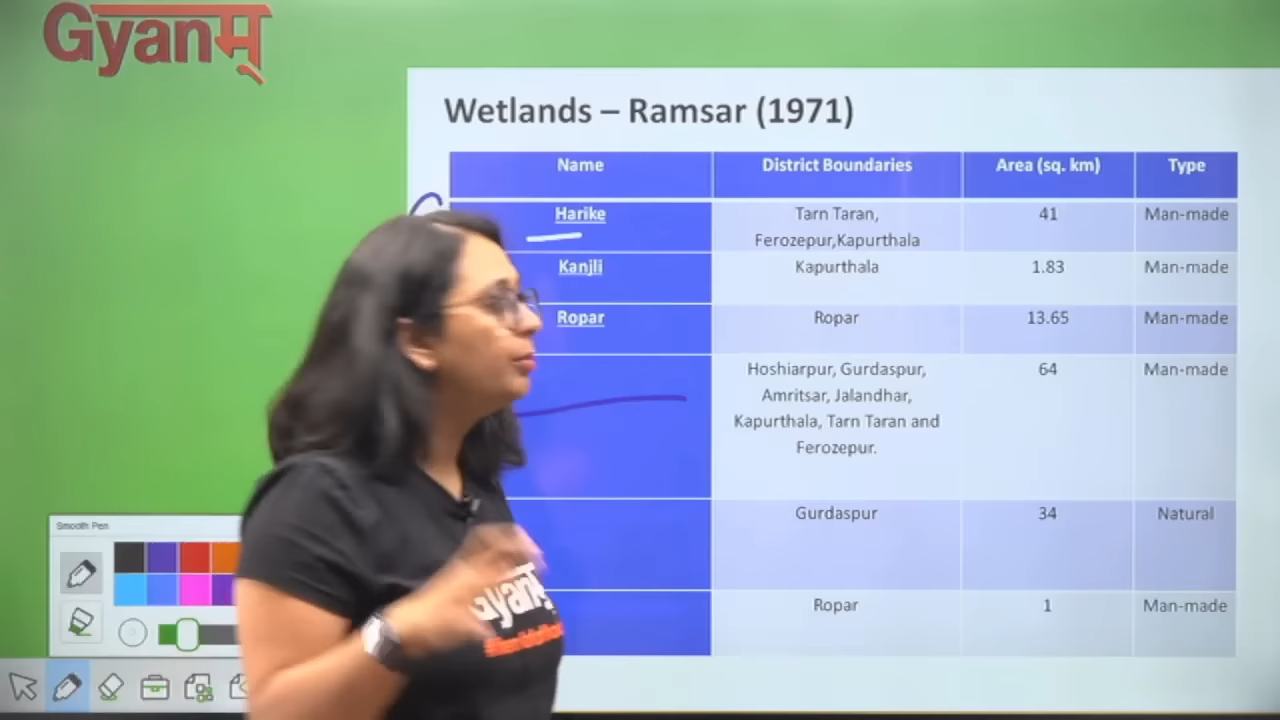 Gyanम्
Wetlands – Ramsar (1971)
Name District Boundaries Area (sq. km) Type
Harike Tarn Taran, Ferozepur,Kapurthala 41 Man-made
Kanjli Kapurthala 1.83 Man-made
Ropar Ropar 13.65 Man-made
Hoshiarpur, Gurdaspur, Amritsar, Jalandhar, Kapurthala, Tarn Taran and Ferozepur. 64 Man-made
Gurdaspur 34 Natural
Ropar 1 Man-made
Smooth Pen
Gyanम्